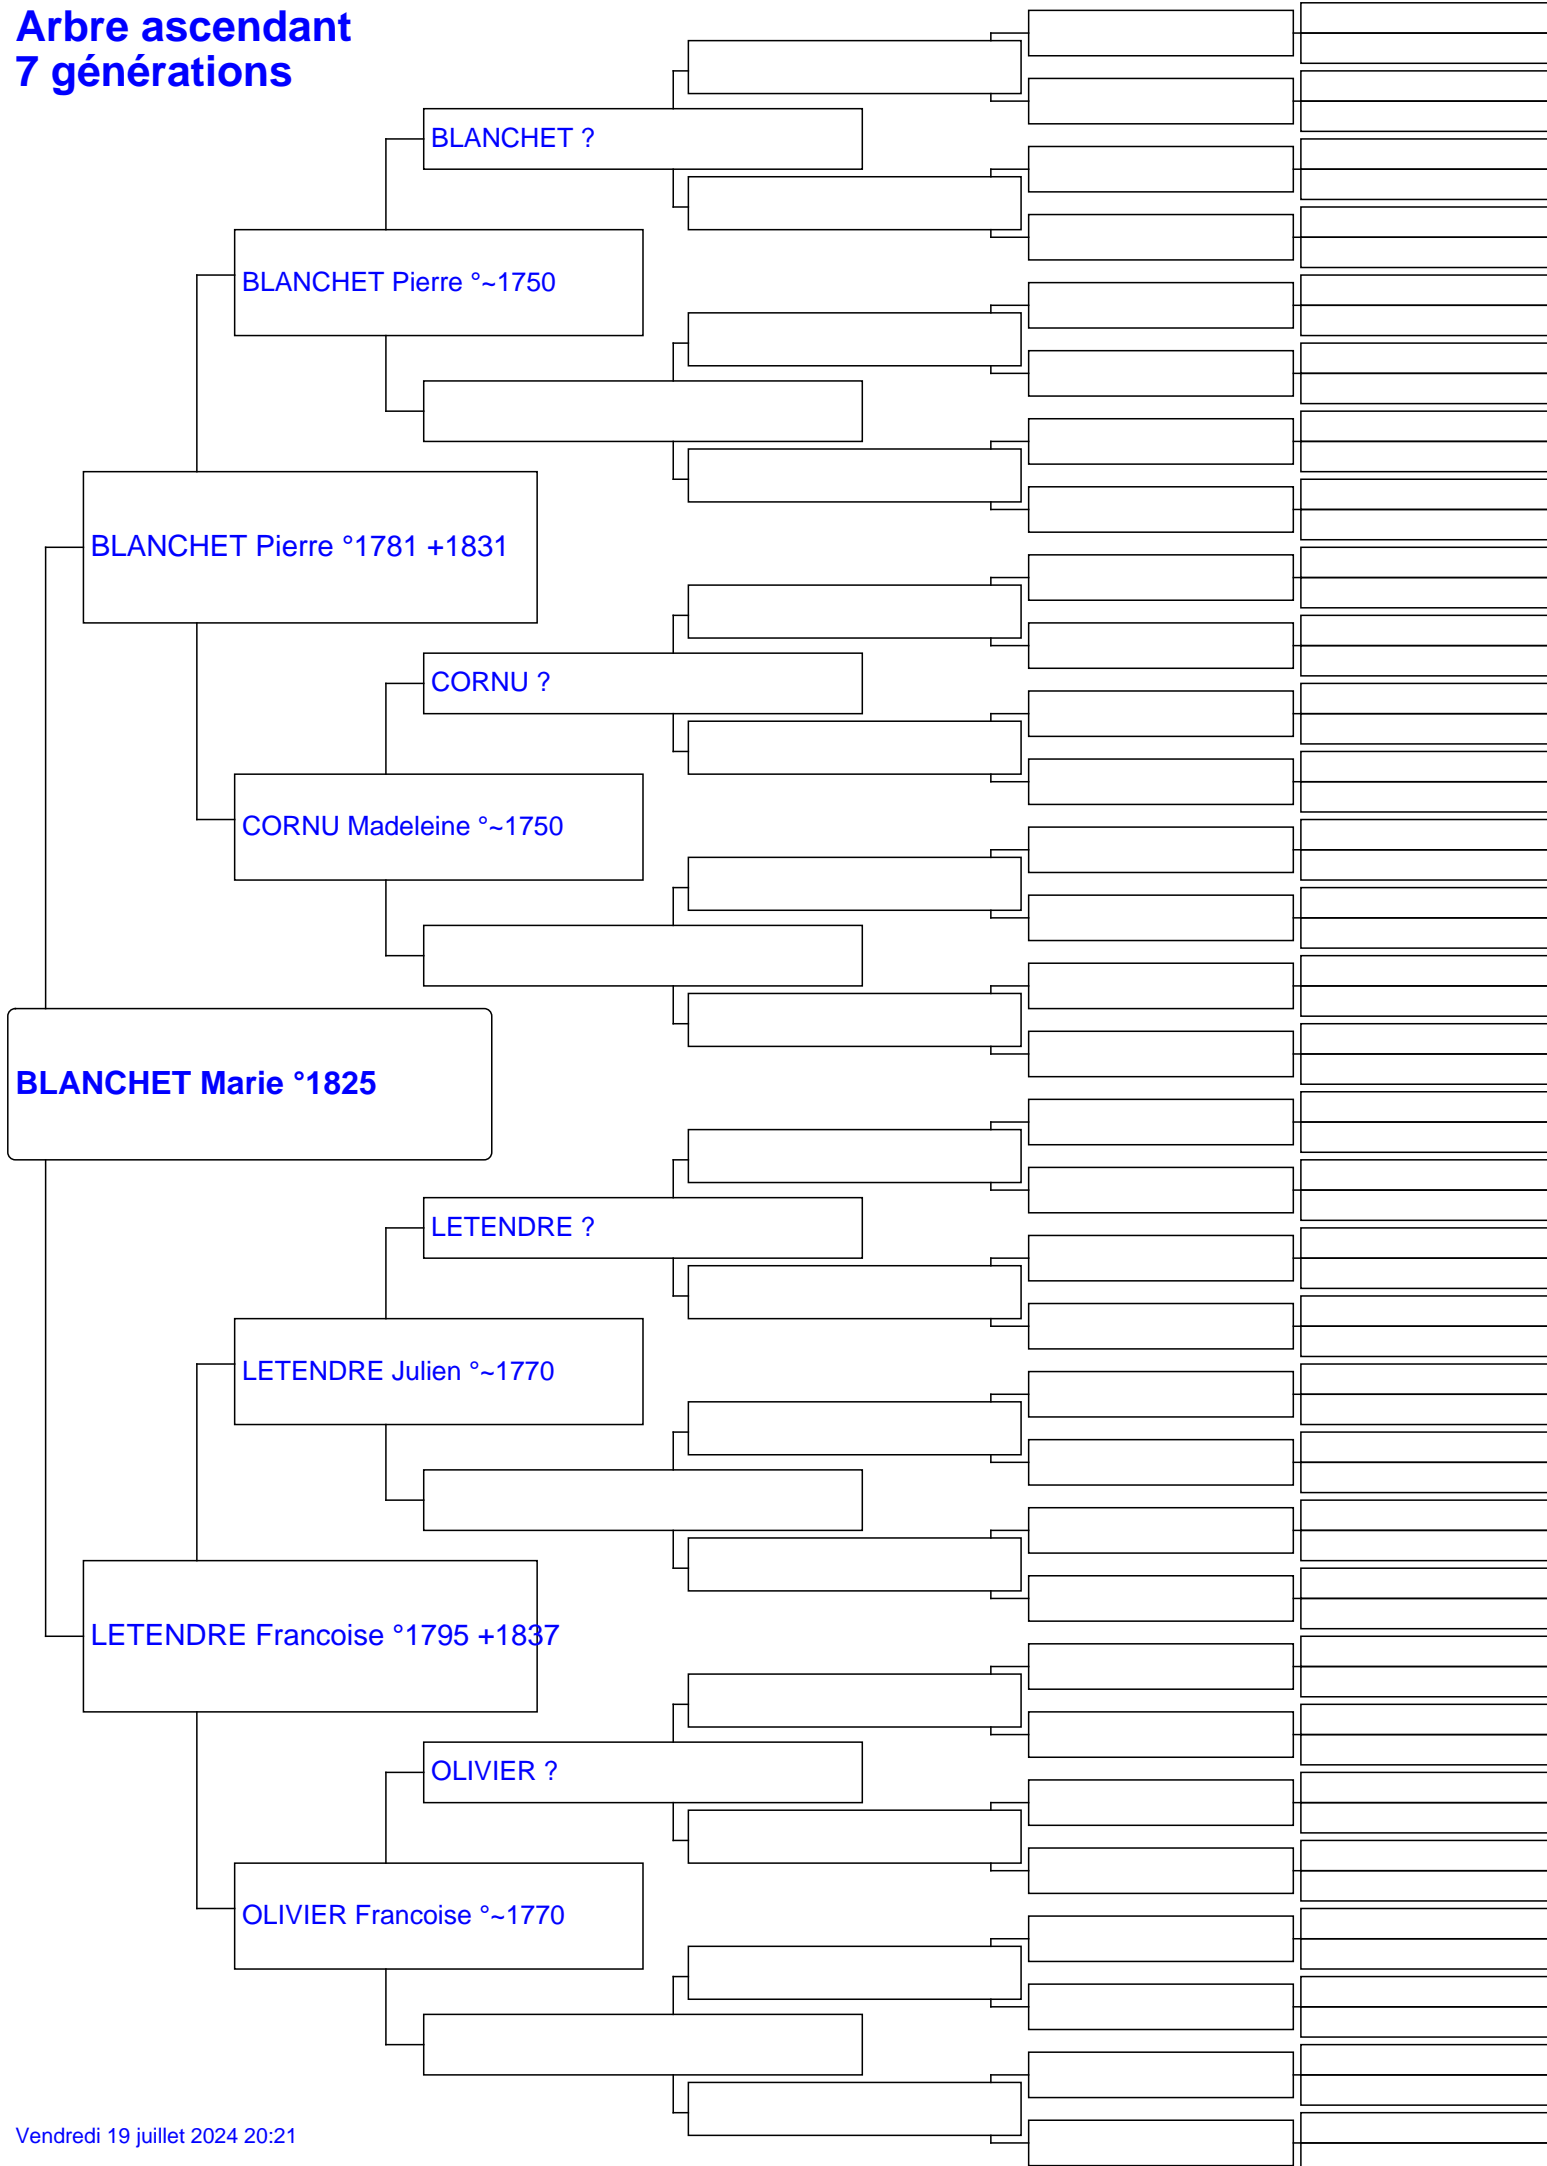 Arbre ascendant
7 générations
BLANCHET ?
BLANCHET Pierre °~1750
BLANCHET Pierre °1781 +1831
CORNU ?
CORNU Madeleine °~1750
BLANCHET Marie °1825
LETENDRE ?
LETENDRE Julien °~1770
LETENDRE Francoise °1795 +1837
OLIVIER ?
OLIVIER Francoise °~1770
Vendredi 19 juillet 2024 20:21